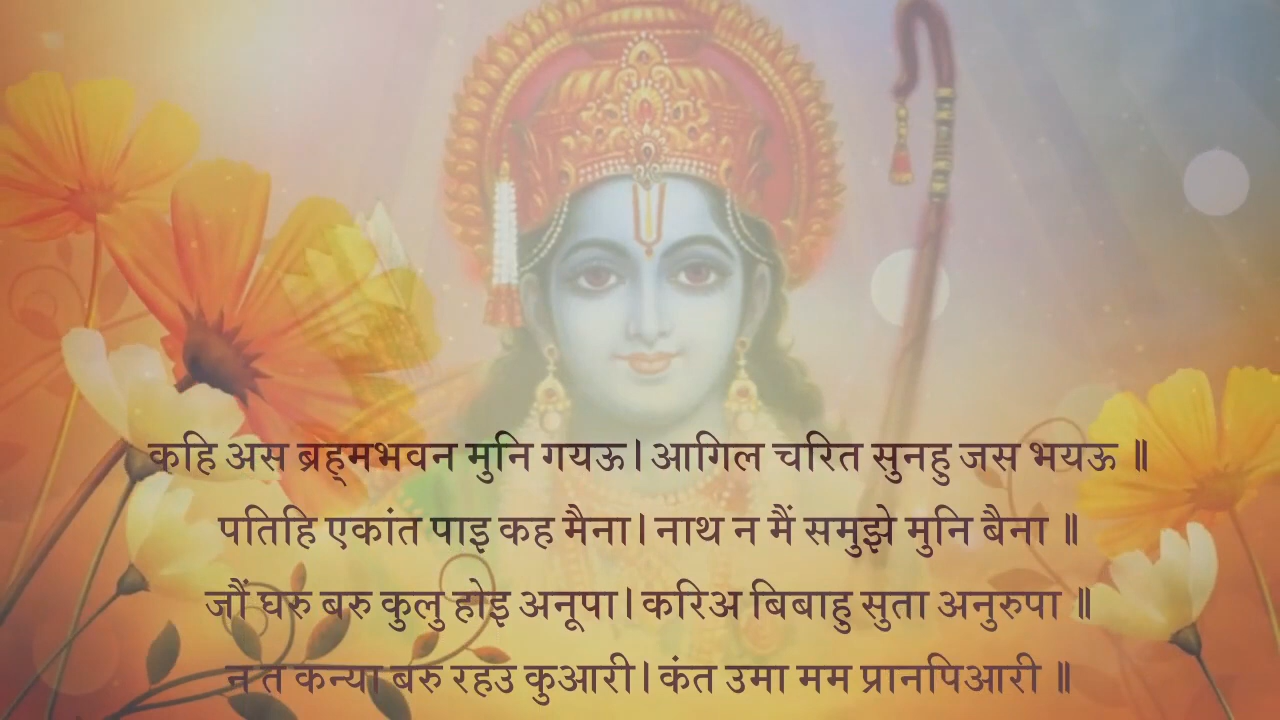 कहि अस ब्रह्मभवन मुनि गयऊ। आगिल चरित सुनहु जस भयऊ ॥
पतिहि एकांत पाइ कह मैना। नाथ न मैं समुझे मुनि बैना ॥
जौं घरु बरु कुलु होइ अनूपा। करिअ बिबाहु सुता अनुरुपा ॥
न त कन्या बरु रहउ कुआरी। कंत उमा मम प्रानपिआरी ॥